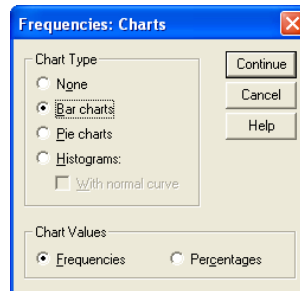 Frequencies: Charts
Chart Type
None
Bar charts
Pie charts
Histograms:
With normal curve
Continue
Cancel
Help
Chart Values
Frequencies
Percentages